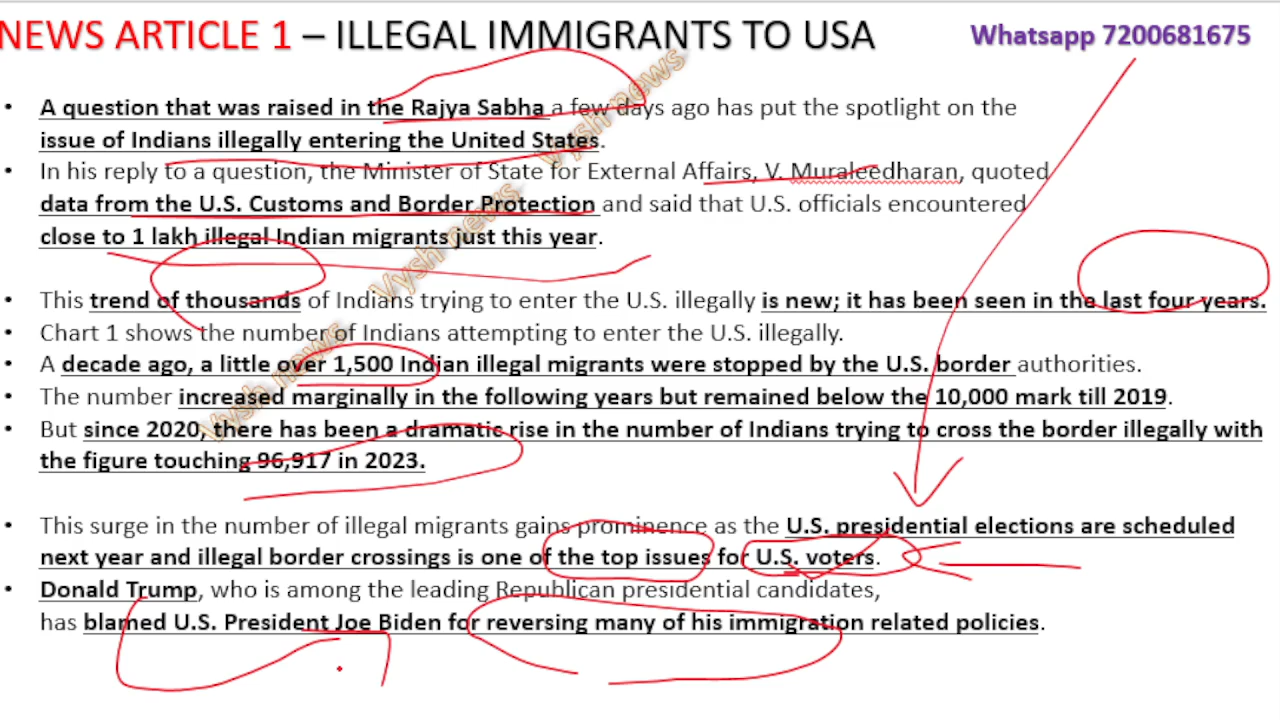 NEWS ARTICLE 1 – ILLEGAL IMMIGRANTS TO USA
Whatsapp 7200681675
• A question that was raised in the Rajya Sabha a few days ago has put the spotlight on the
issue of Indians illegally entering the United States.
• In his reply to a question, the Minister of State for External Affairs, V. Muraleedharan, quoted
data from the U.S. Customs and Border Protection and said that U.S. officials encountered
close to 1 lakh illegal Indian migrants just this year.
• This trend of thousands of Indians trying to enter the U.S. illegally is new; it has been seen in the last four years.
• Chart 1 shows the number of Indians attempting to enter the U.S. illegally.
• A decade ago, a little over 1,500 Indian illegal migrants were stopped by the U.S. border authorities.
• The number increased marginally in the following years but remained below the 10,000 mark till 2019.
• But since 2020, there has been a dramatic rise in the number of Indians trying to cross the border illegally with
the figure touching 96,917 in 2023.
• This surge in the number of illegal migrants gains prominence as the U.S. presidential elections are scheduled
next year and illegal border crossings is one of the top issues for U.S. voters.
• Donald Trump, who is among the leading Republican presidential candidates,
has blamed U.S. President Joe Biden for reversing many of his immigration related policies.
Vysh news
Vysh news
Vysh news